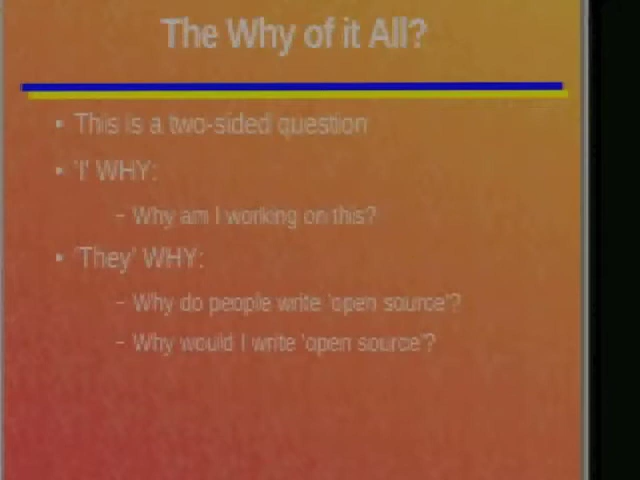 The Why of it All?
• This is a two-sided question
• 'I' WHY:
– Why am I working on this?
• 'They' WHY:
– Why do people write 'open source'?
– Why would I write 'open source'?